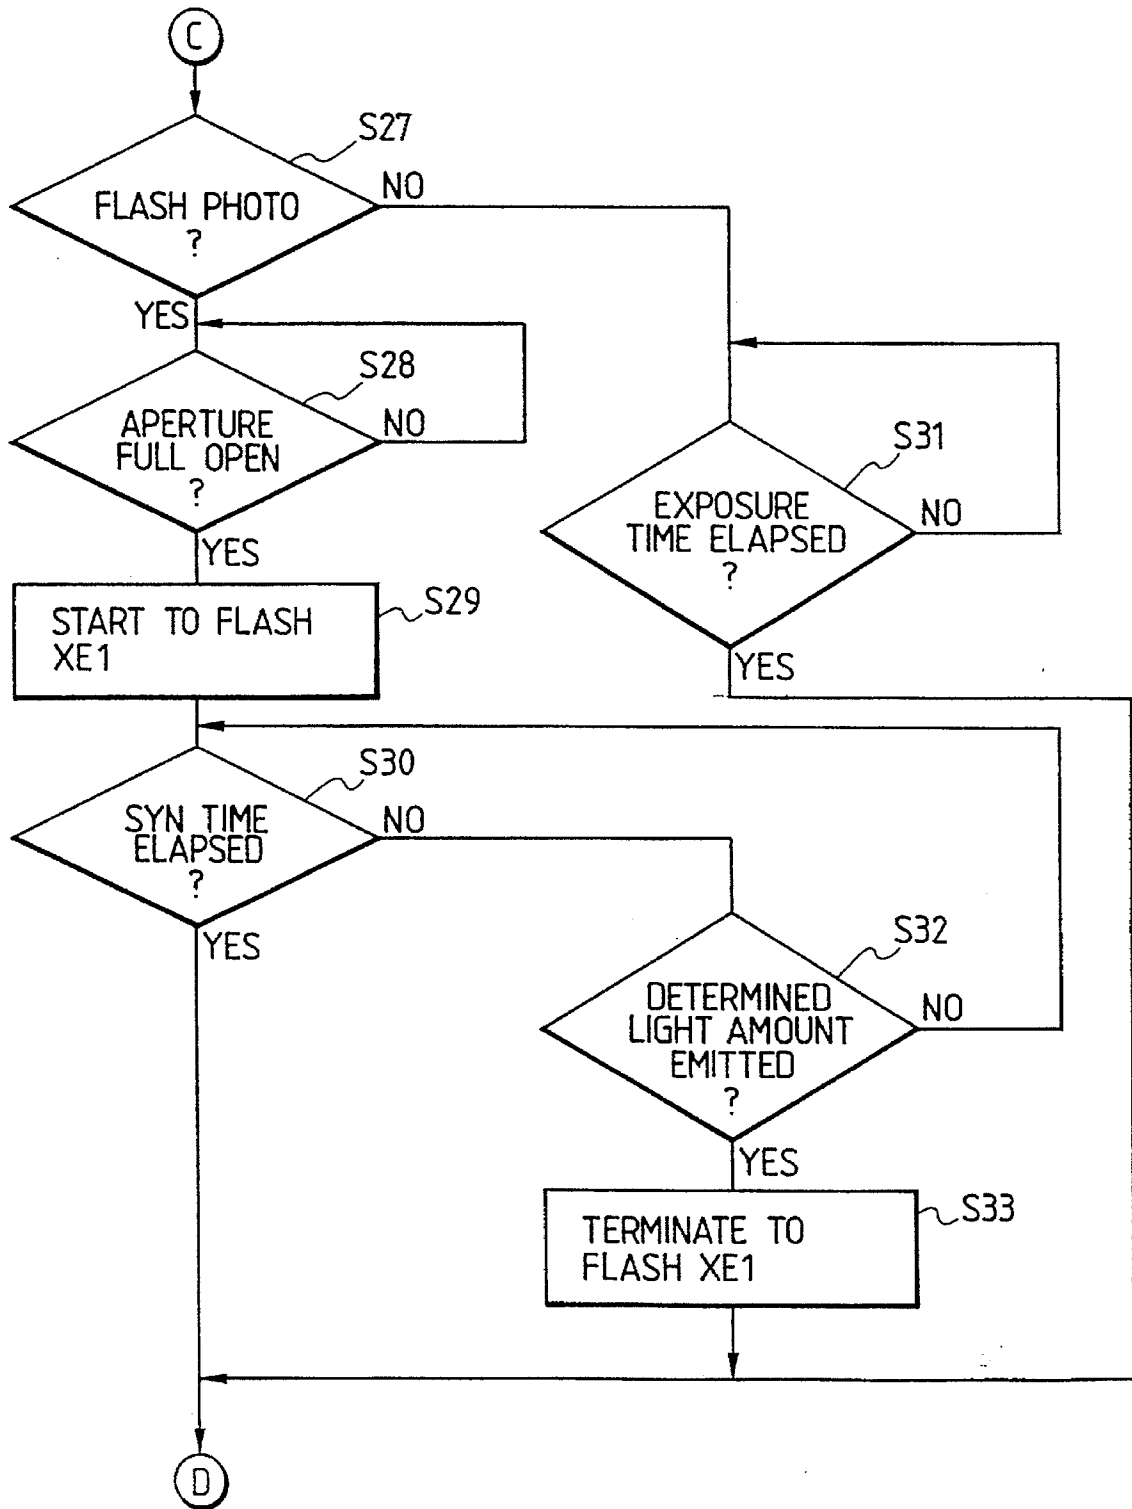 C
S27
FLASH PHOTO
?
NO
YES
S28
APERTURE
FULL OPEN
?
NO
YES
S29
START TO FLASH
XE1
S31
EXPOSURE
TIME ELAPSED
?
NO
YES
S30
SYN TIME
ELAPSED
?
NO
YES
S32
DETERMINED
LIGHT AMOUNT
EMITTED
?
NO
YES
S33
TERMINATE TO
FLASH XE1
D